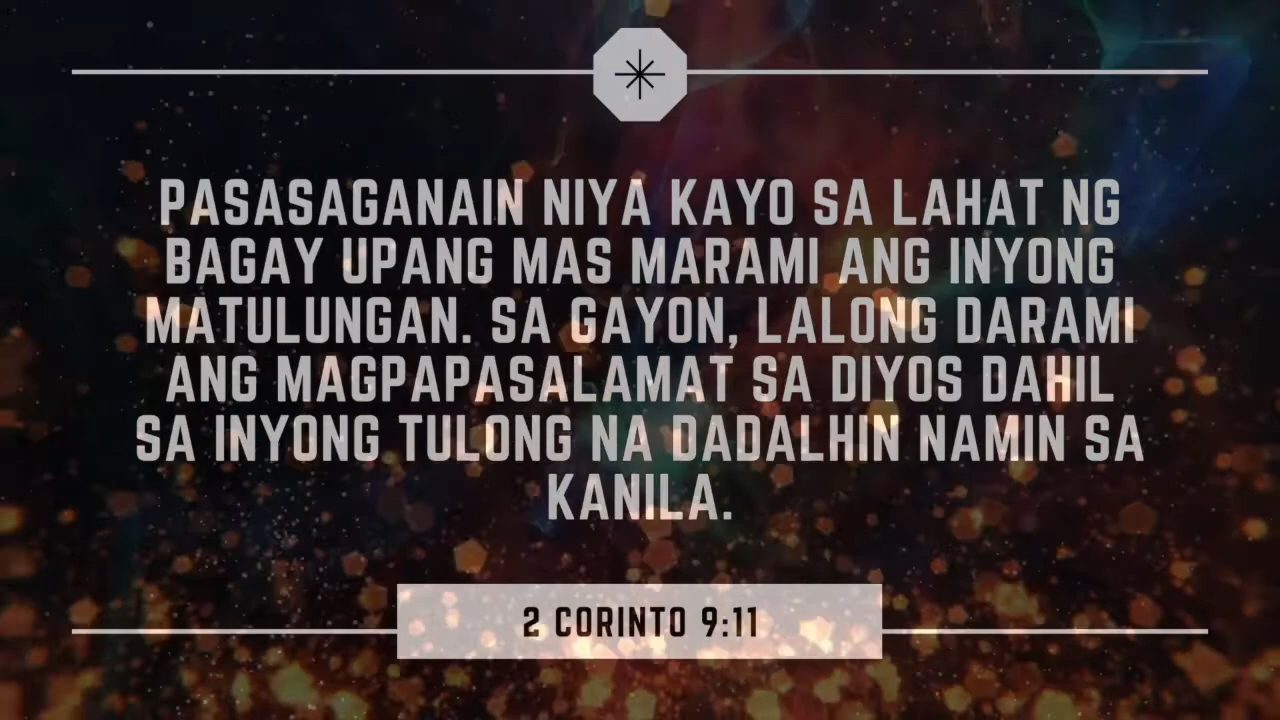 PASASAGANAIN NIYA KAYO SA LAHAT NG
BAGAY UPANG MAS MARAMI ANG INYONG
MATULUNGAN. SA GAYON, LALONG DARAMI
ANG MAGPAPASALAMAT SA DIYOS DAHIL
SA INYONG TULONG NA DADALHIN NAMIN SA
KANILA.
2 CORINTO 9:11